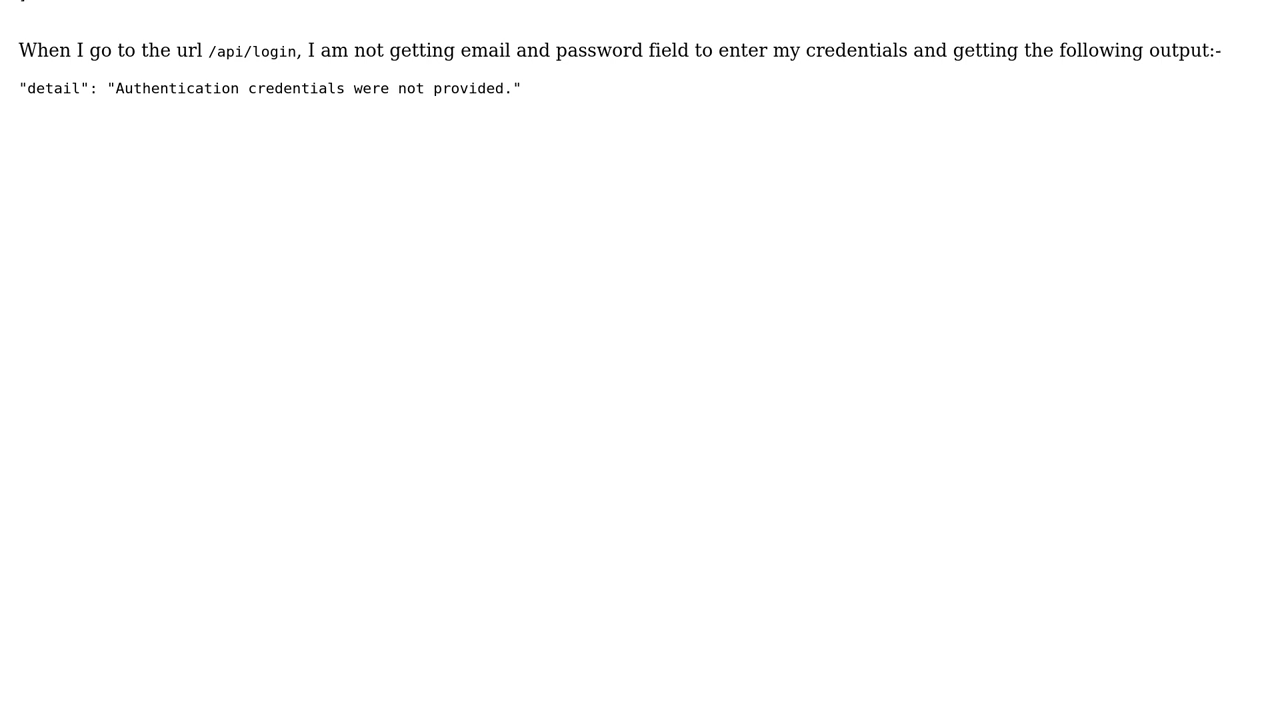 When I go to the url /api/login, I am not getting email and password field to enter my credentials and getting the following output:-
"detail": "Authentication credentials were not provided."